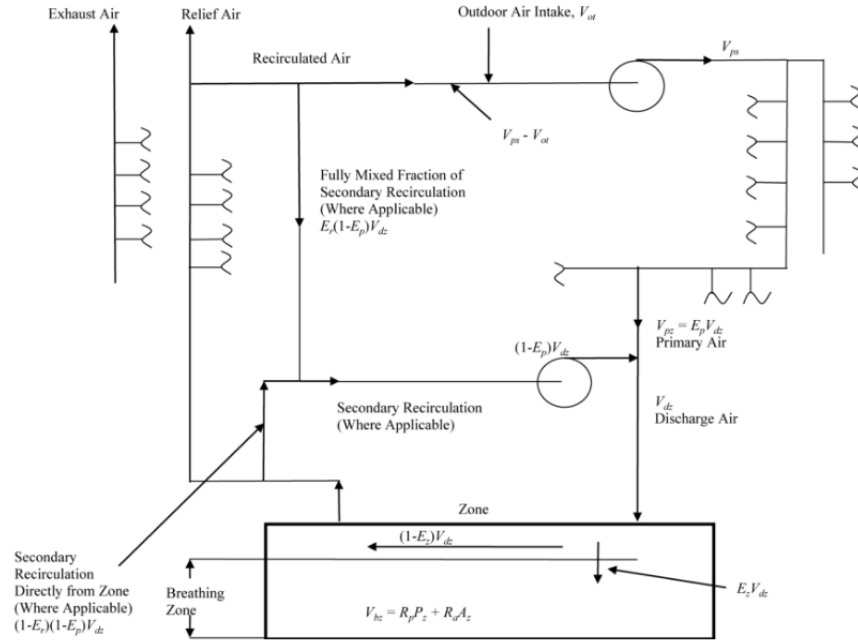 Exhaust Air
Relief Air
Outdoor Air Intake, V_ot
Recirculated Air
V_ps
V_ps - V_ot
Fully Mixed Fraction of
Secondary Recirculation
(Where Applicable)
E_r(1-E_p)V_dz
V_pz = E_pV_dz
Primary Air
(1-E_p)V_dz
V_dz
Discharge Air
Secondary Recirculation
(Where Applicable)
Zone
(1-E_z)V_dz
Secondary
Recirculation
Directly from Zone
(Where Applicable)
(1-E_r)(1-E_p)V_dz
Breathing
Zone
E_zV_dz
V_bz = R_pP_z + R_aA_z